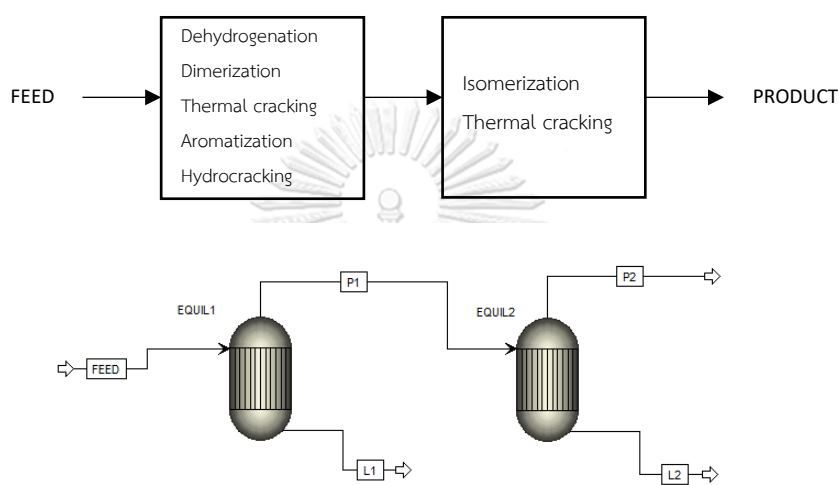 FEED
Dehydrogenation
Dimerization
Thermal cracking
Aromatization
Hydrocracking
Isomerization
Thermal cracking
PRODUCT
P1
P2
EQUIL1
EQUIL2
FEED
L1
L2